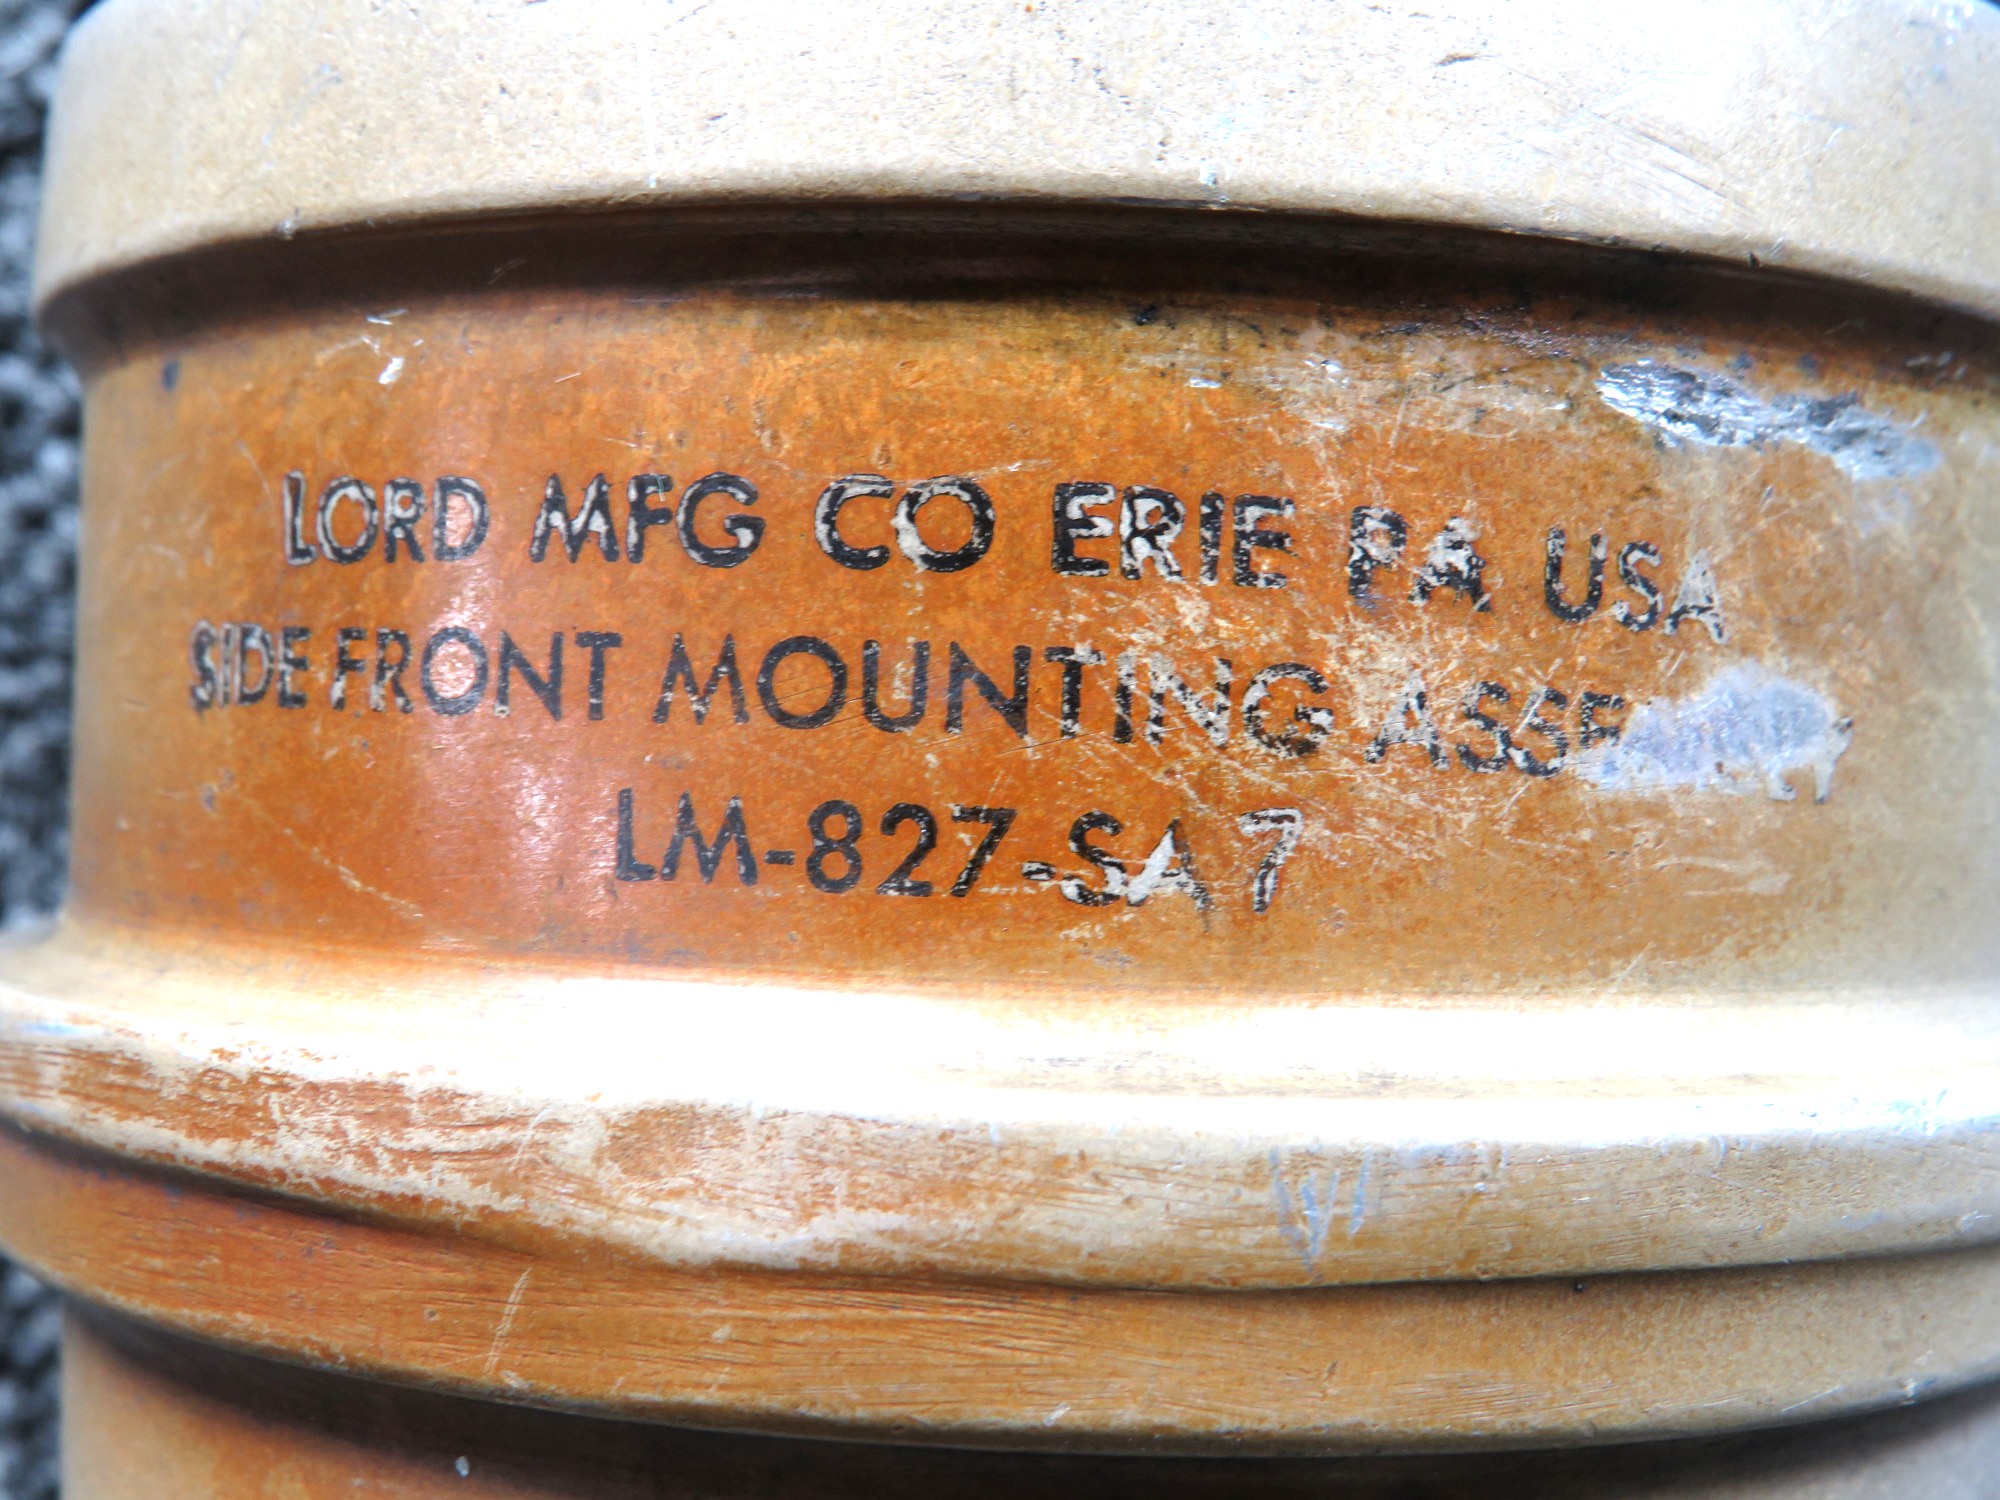 LORD MFG CO ERIE PA USA
SIDE FRONT MOUNTING
LM-827-SA 7